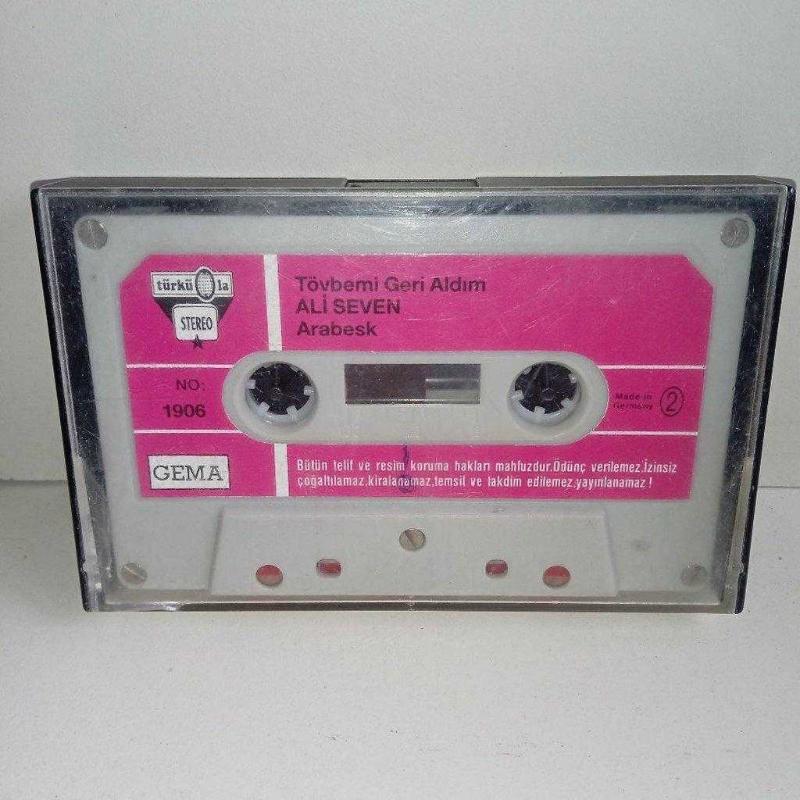 türkü la
STEREO
Tövbemi Geri Aldım
ALİ SEVEN
Arabesk
NO:
1906
Made in
Germany
2
GEMA
Bütün telif ve resim koruma hakları mahfuzdur.Ödünç verilemez.İzinsiz
çoğaltılamaz,kiralanamaz,temsil ve takdim edilemez,yayınlanamaz!